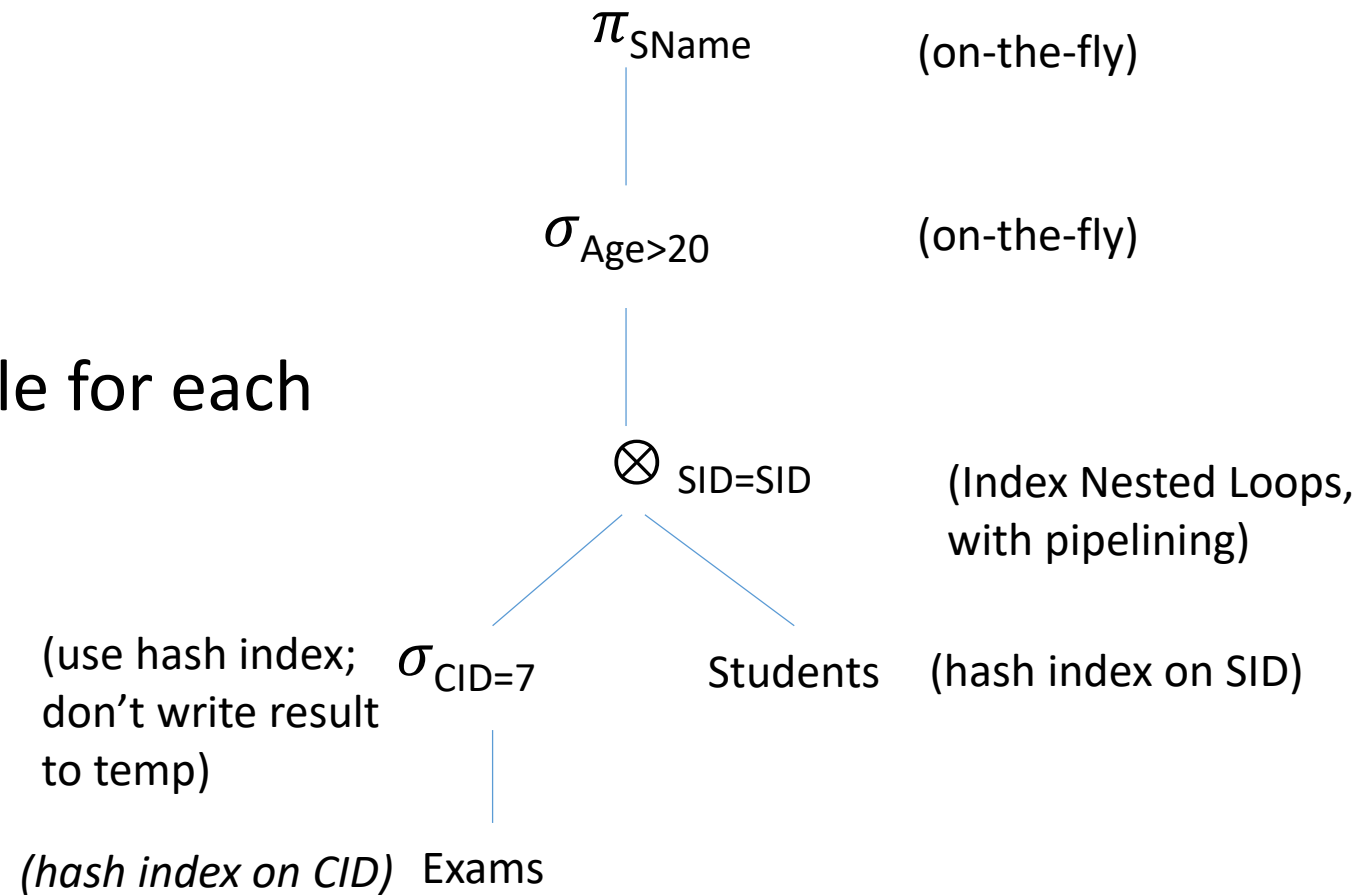 π SName (on-the-fly)
σ Age>20 (on-the-fly)
le for each
⊗ SID=SID (Index Nested Loops,
with pipelining)
(use hash index; σ CID=7 Students (hash index on SID)
don’t write result
to temp)
(hash index on CID) Exams